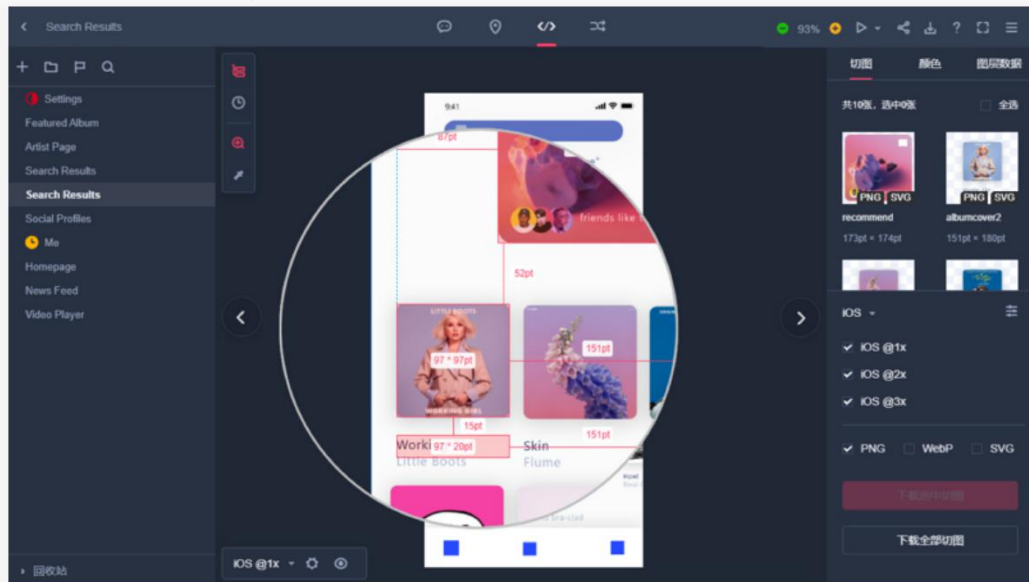 Search Results
93%
?
Settings
Featured Album
Artist Page
Search Results
Search Results
Social Profiles
Me
Homepage
News Feed
Video Player
回收站
9:41
87pt
friends like t
52pt
LITTLE BOOTS
97 * 97pt
151pt
WORKING GIRL
15pt
Worki
97 * 20pt
Skin
151pt
Little Boots
Flume
iOS @1x
切图
颜色
图层数据
共10张，选中0张
全选
PNG SVG
PNG SVG
recommend
albumcover2
173pt × 174pt
151pt × 180pt
iOS
iOS @1x
iOS @2x
iOS @3x
PNG
WebP
SVG
下载选中切图
下载全部切图